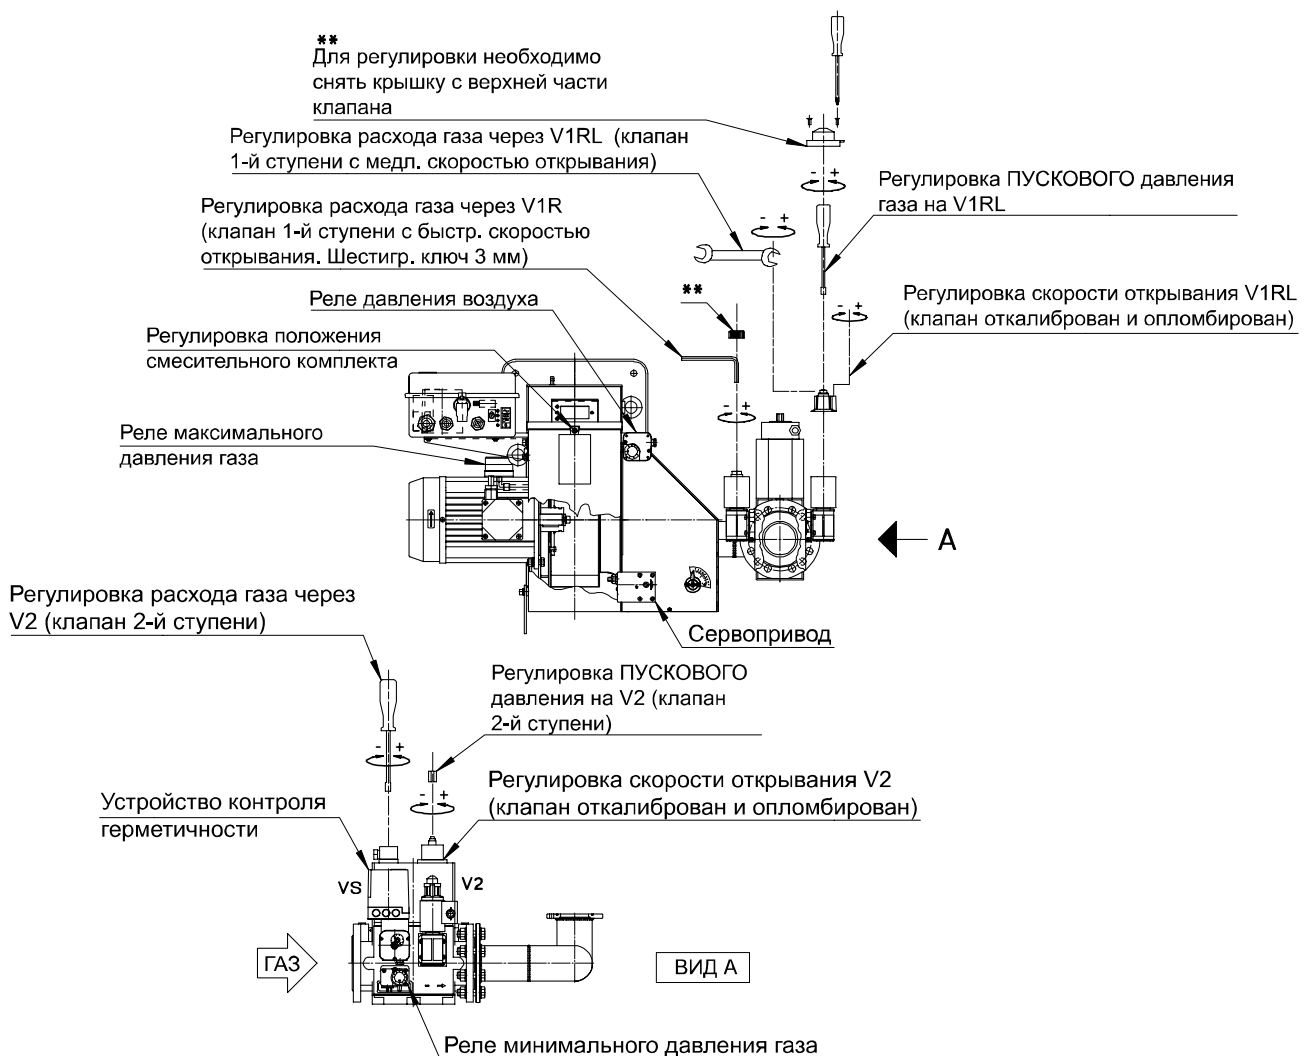 **
Для регулировки необходимо
снять крышку с верхней части
клапана
Регулировка расхода газа через V1RL (клапан
1-й ступени с медл. скоростью открывания)
- +
Регулировка ПУСКОВОГО давления
газа на V1RL
Регулировка расхода газа через V1R
(клапан 1-й ступени с быстр. скоростью
открывания. Шестигр. ключ 3 мм)
- +
**
- +
Регулировка скорости открывания V1RL
(клапан откалиброван и опломбирован)
Реле давления воздуха
Регулировка положения
смесительного комплекта
- +
Реле максимального
давления газа
A
Сервопривод
Регулировка расхода газа через
V2 (клапан 2-й ступени)
- +
Регулировка ПУСКОВОГО
давления на V2 (клапан
2-й ступени)
- +
Регулировка скорости открывания V2
(клапан откалиброван и опломбирован)
Устройство контроля
герметичности
VS
V2
ГАЗ
ВИД А
Реле минимального давления газа